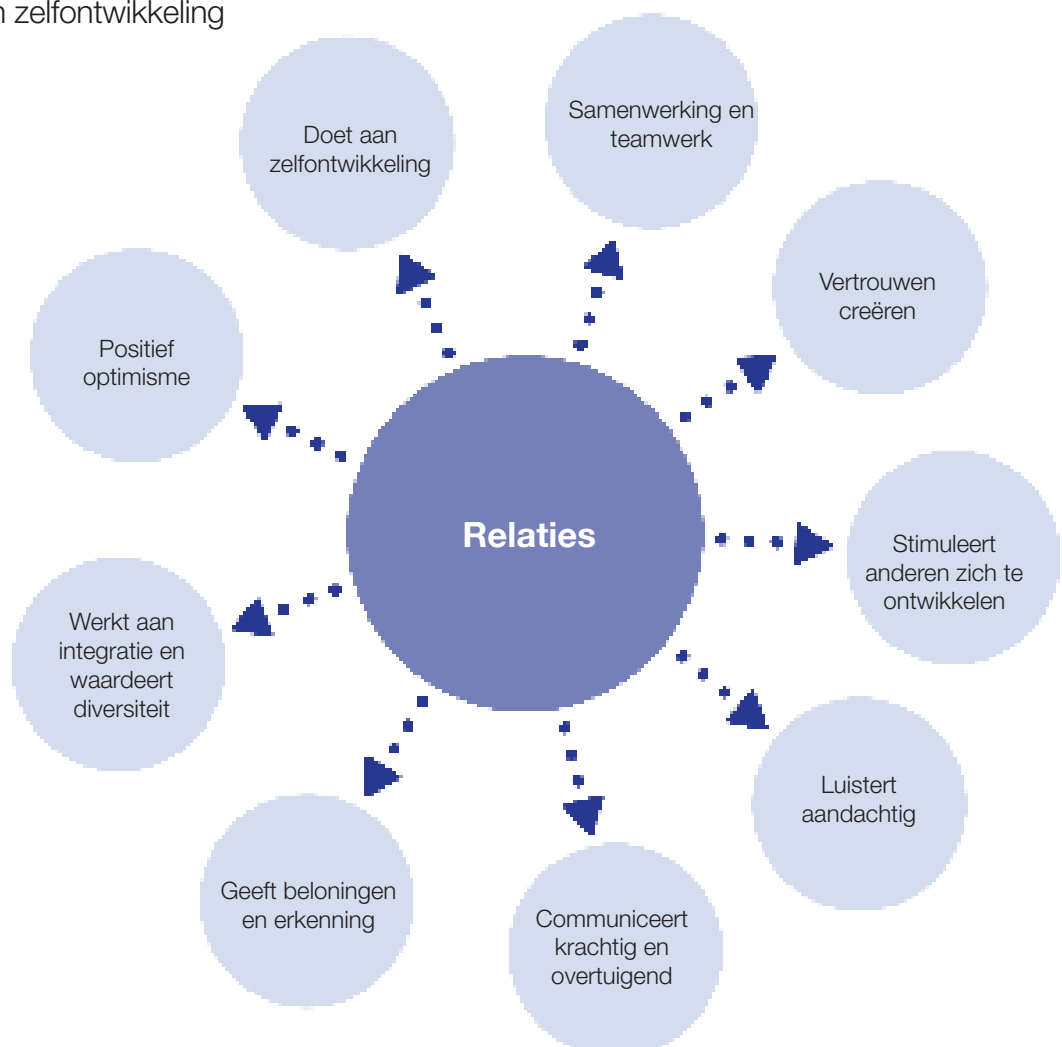 zelfontwikkeling
Doet aan
zelfontwikkeling
Samenwerking en
teamwerk
Vertrouwen
creëren
Positief
optimisme
Relaties
Stimuleert
anderen zich te
ontwikkelen
Werkt aan
integratie en
waardeert
diversiteit
Luistert
aandachtig
Geeft beloningen
en erkenning
Communiceert
krachtig en
overtuigend